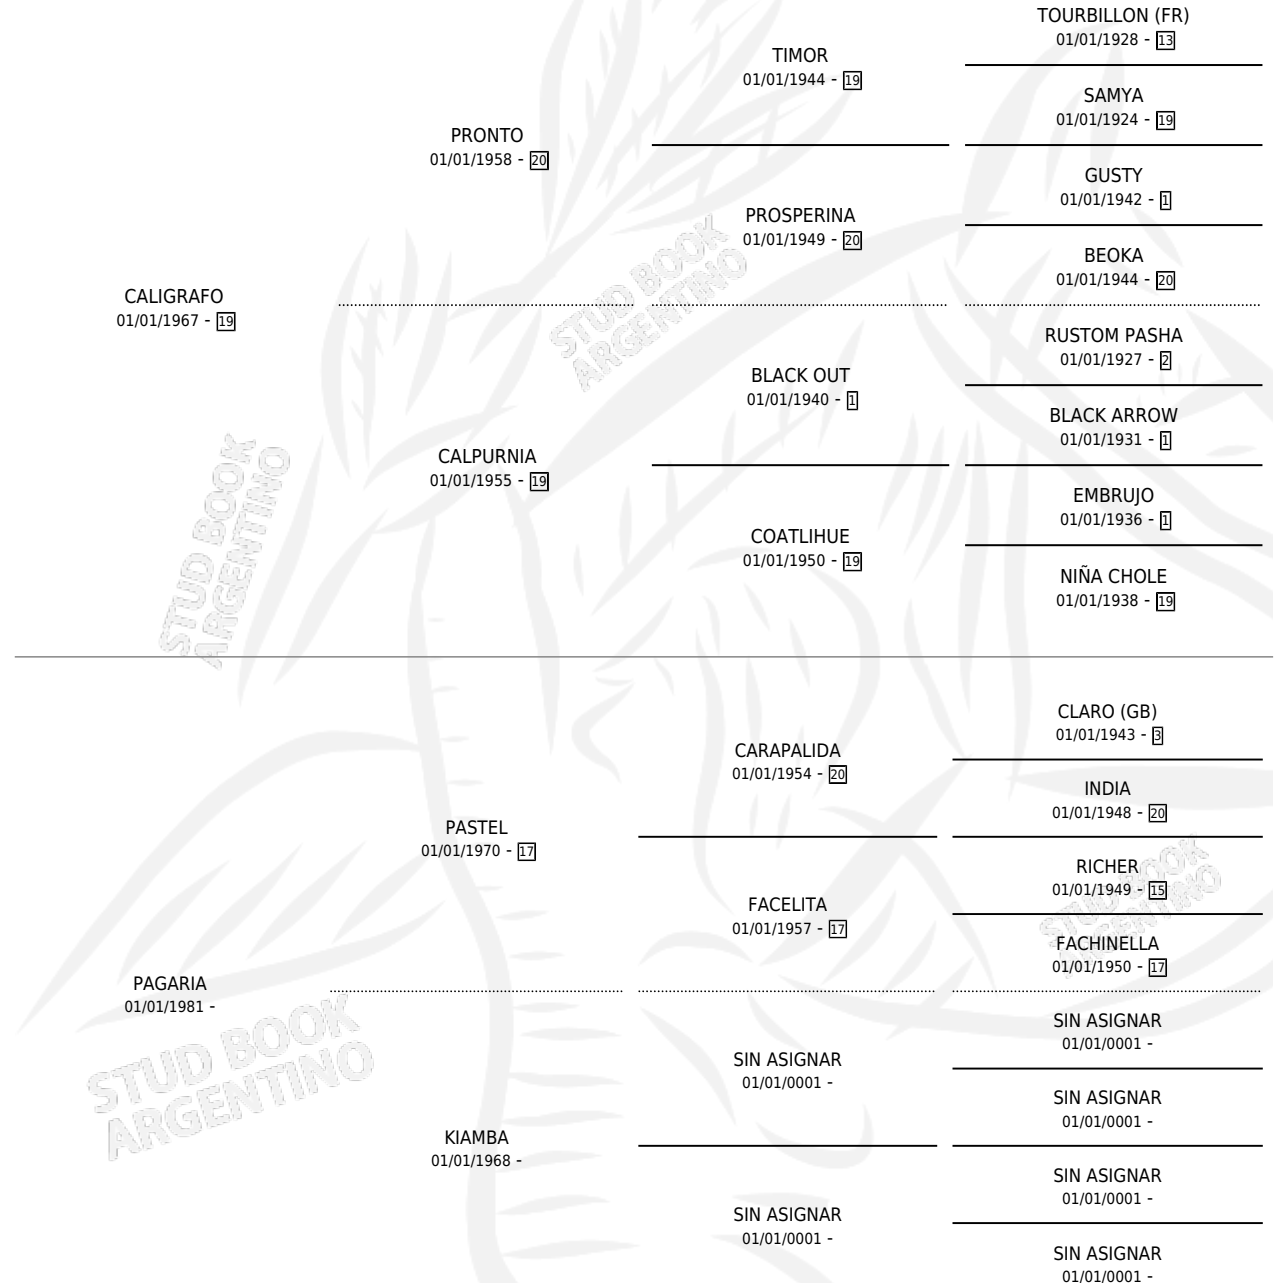 TOURBILLON (FR)
01/01/1928 - 13
TIMOR
01/01/1944 - 19
SAMYA
01/01/1924 - 19
PRONTO
01/01/1958 - 20
GUSTY
01/01/1942 - 1
PROSPERINA
01/01/1949 - 20
BEOKA
01/01/1944 - 20
CALIGRAFO
01/01/1967 - 19
RUSTOM PASHA
01/01/1927 - 2
BLACK OUT
01/01/1940 - 1
BLACK ARROW
01/01/1931 - 1
CALPURNIA
01/01/1955 - 19
EMBRUJO
01/01/1936 - 1
COATLIHUE
01/01/1950 - 19
NIÑA CHOLE
01/01/1938 - 19
CLARO (GB)
01/01/1943 - 3
CARAPALIDA
01/01/1954 - 20
INDIA
01/01/1948 - 20
PASTEL
01/01/1970 - 17
RICHER
01/01/1949 - 15
FACELITA
01/01/1957 - 17
FACHINELLA
01/01/1950 - 17
PAGARIA
01/01/1981 -
SIN ASIGNAR
01/01/0001 -
SIN ASIGNAR
01/01/0001 -
SIN ASIGNAR
01/01/0001 -
KIAMBA
01/01/1968 -
SIN ASIGNAR
01/01/0001 -
SIN ASIGNAR
01/01/0001 -
SIN ASIGNAR
01/01/0001 -
STUD BOOK
ARGENTINO
STUD BOOK
ARGENTINO
STUD BOOK
ARGENTINO
STUD BOOK
ARGENTINO